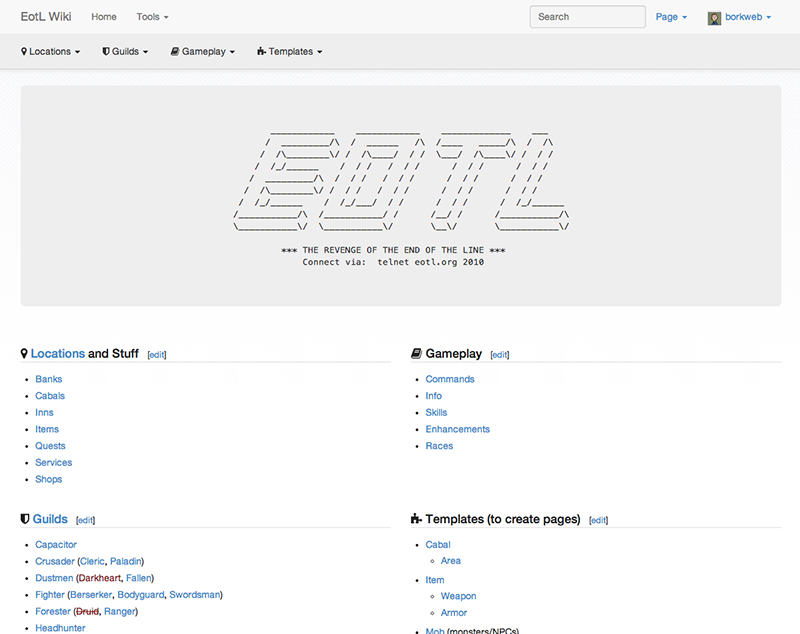 EotL Wiki Home Tools Search Page borkweb
Locations Guilds Gameplay Templates
EOTL
*** THE REVENGE OF THE END OF THE LINE ***
Connect via: telnet eotl.org 2010
Locations and Stuff [edit]
Banks
Cabals
Inns
Items
Quests
Services
Shops
Gameplay [edit]
Commands
Info
Skills
Enhancements
Races
Guilds [edit]
Capacitor
Crusader (Cleric, Paladin)
Dustmen (Darkheart, Fallen)
Fighter (Berserker, Bodyguard, Swordsman)
Forester (Druid, Ranger)
Headhunter
Templates (to create pages) [edit]
Cabal
Area
Item
Weapon
Armor
Mob (monsters/NPCs)